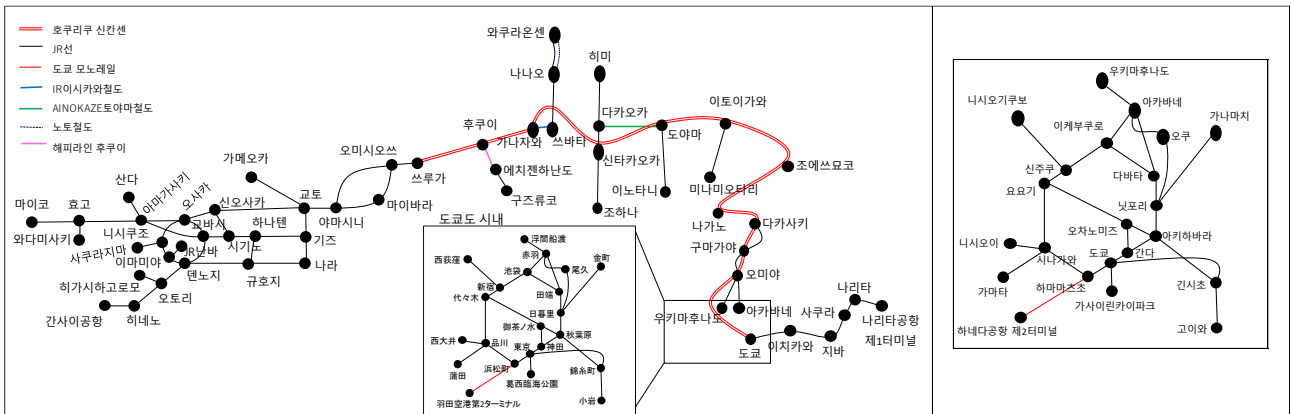 호쿠리쿠 신칸센
JR선
도쿄 모노레일
IR이시카와철도
AINOKAZE토야마철도
노토철도
해피라인 후쿠이
와쿠라온센
나나오
히미
다카오카
후쿠이
가나자와
쓰바타
도야마
이토이가와
조에쓰묘코
신타카오카
이노타니
미나미오타리
조하나
에치젠하난도
구즈류코
쓰루가
오미시오쓰
마이바라
가메오카
교토
야마시나
산다
아마가사키
오사카
신오사카
마이코
효고
와다미사키
니시쿠조
사쿠라지마
교바시
하나텐
시기노
기즈
JR난바
이마미야
덴노지
규호지
나라
히가시하고로모
오토리
간사이공항
히네노
나가노
다카사키
구마가야
오미야
우키마후나도
아카바네
도쿄
이치카와
사쿠라
지바
나리타
나리타공항
제1터미널
도쿄도 시내
浮間船渡
赤羽
西荻窪
池袋
尾久
金町
新宿
田端
代々木
日暮里
御茶ノ水
秋葉原
西大井
品川
東京
神田
浜松町
錦糸町
蒲田
葛西臨海公園
羽田空港第2ターミナル
小岩
우키마후나도
아카바네
니시오기쿠보
이케부쿠로
오쿠
가나마치
신주쿠
다바타
요요기
닛포리
오차노미즈
아키하바라
니시오이
시나가와
도쿄
간다
하마마츠초
긴시초
가마타
가사이린카이파크
하네다공항 제2터미널
고이와